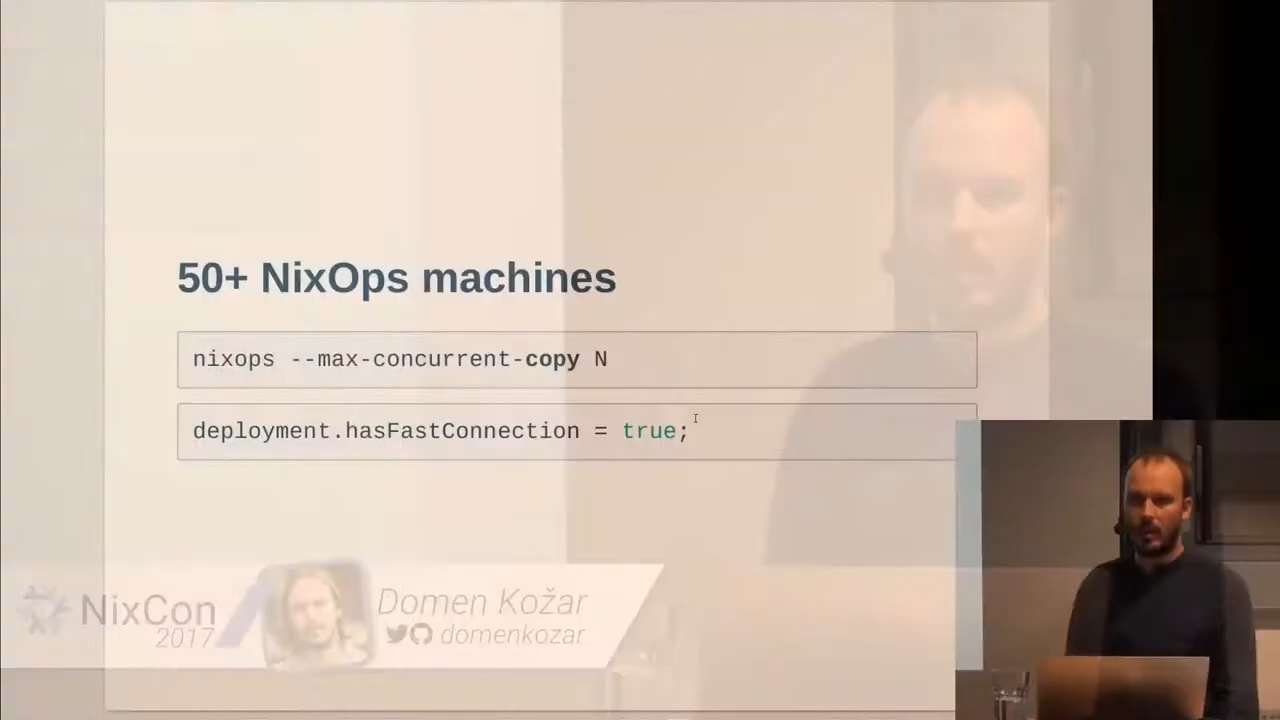 50+ NixOps machines
nixops --max-concurrent-copy N
deployment.hasFastConnection = true;
NixCon
2017
Domen Kožar
domenkozar